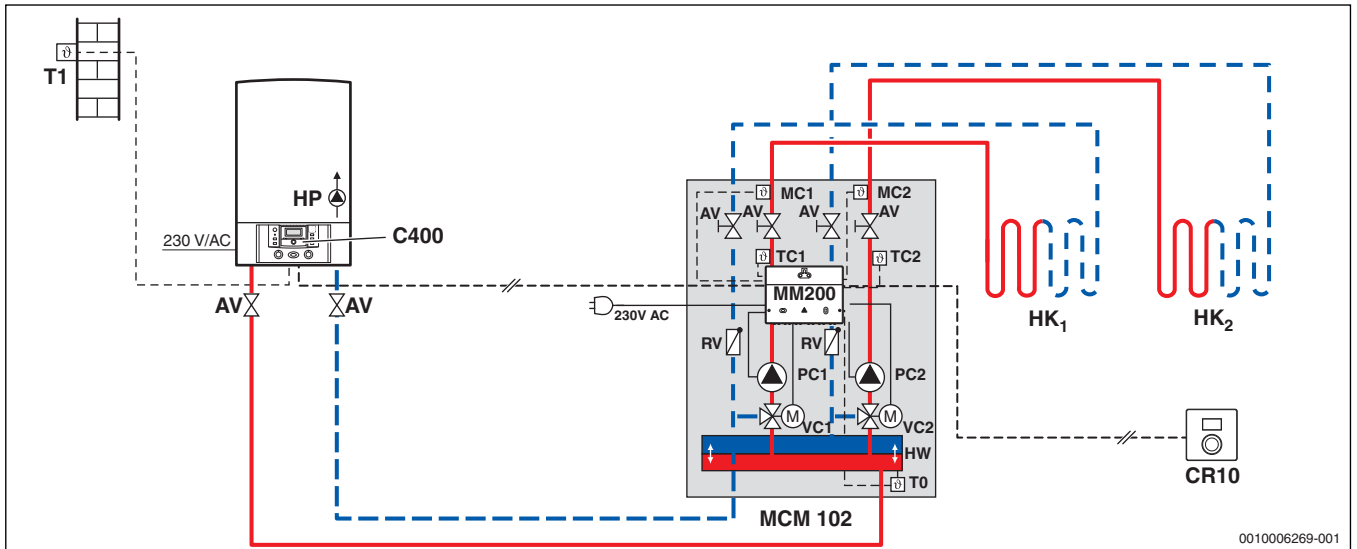 ϑ
T1
HP
C400
230 V/AC
AV
AV
ϑ
MC1
ϑ
MC2
AV
AV
AV
AV
ϑ
TC1
ϑ
TC2
MM200
230V AC
RV
RV
PC1
PC2
M
VC1
M
VC2
HW
ϑ
T0
MCM 102
HK1
HK2
CR10
0010006269-001